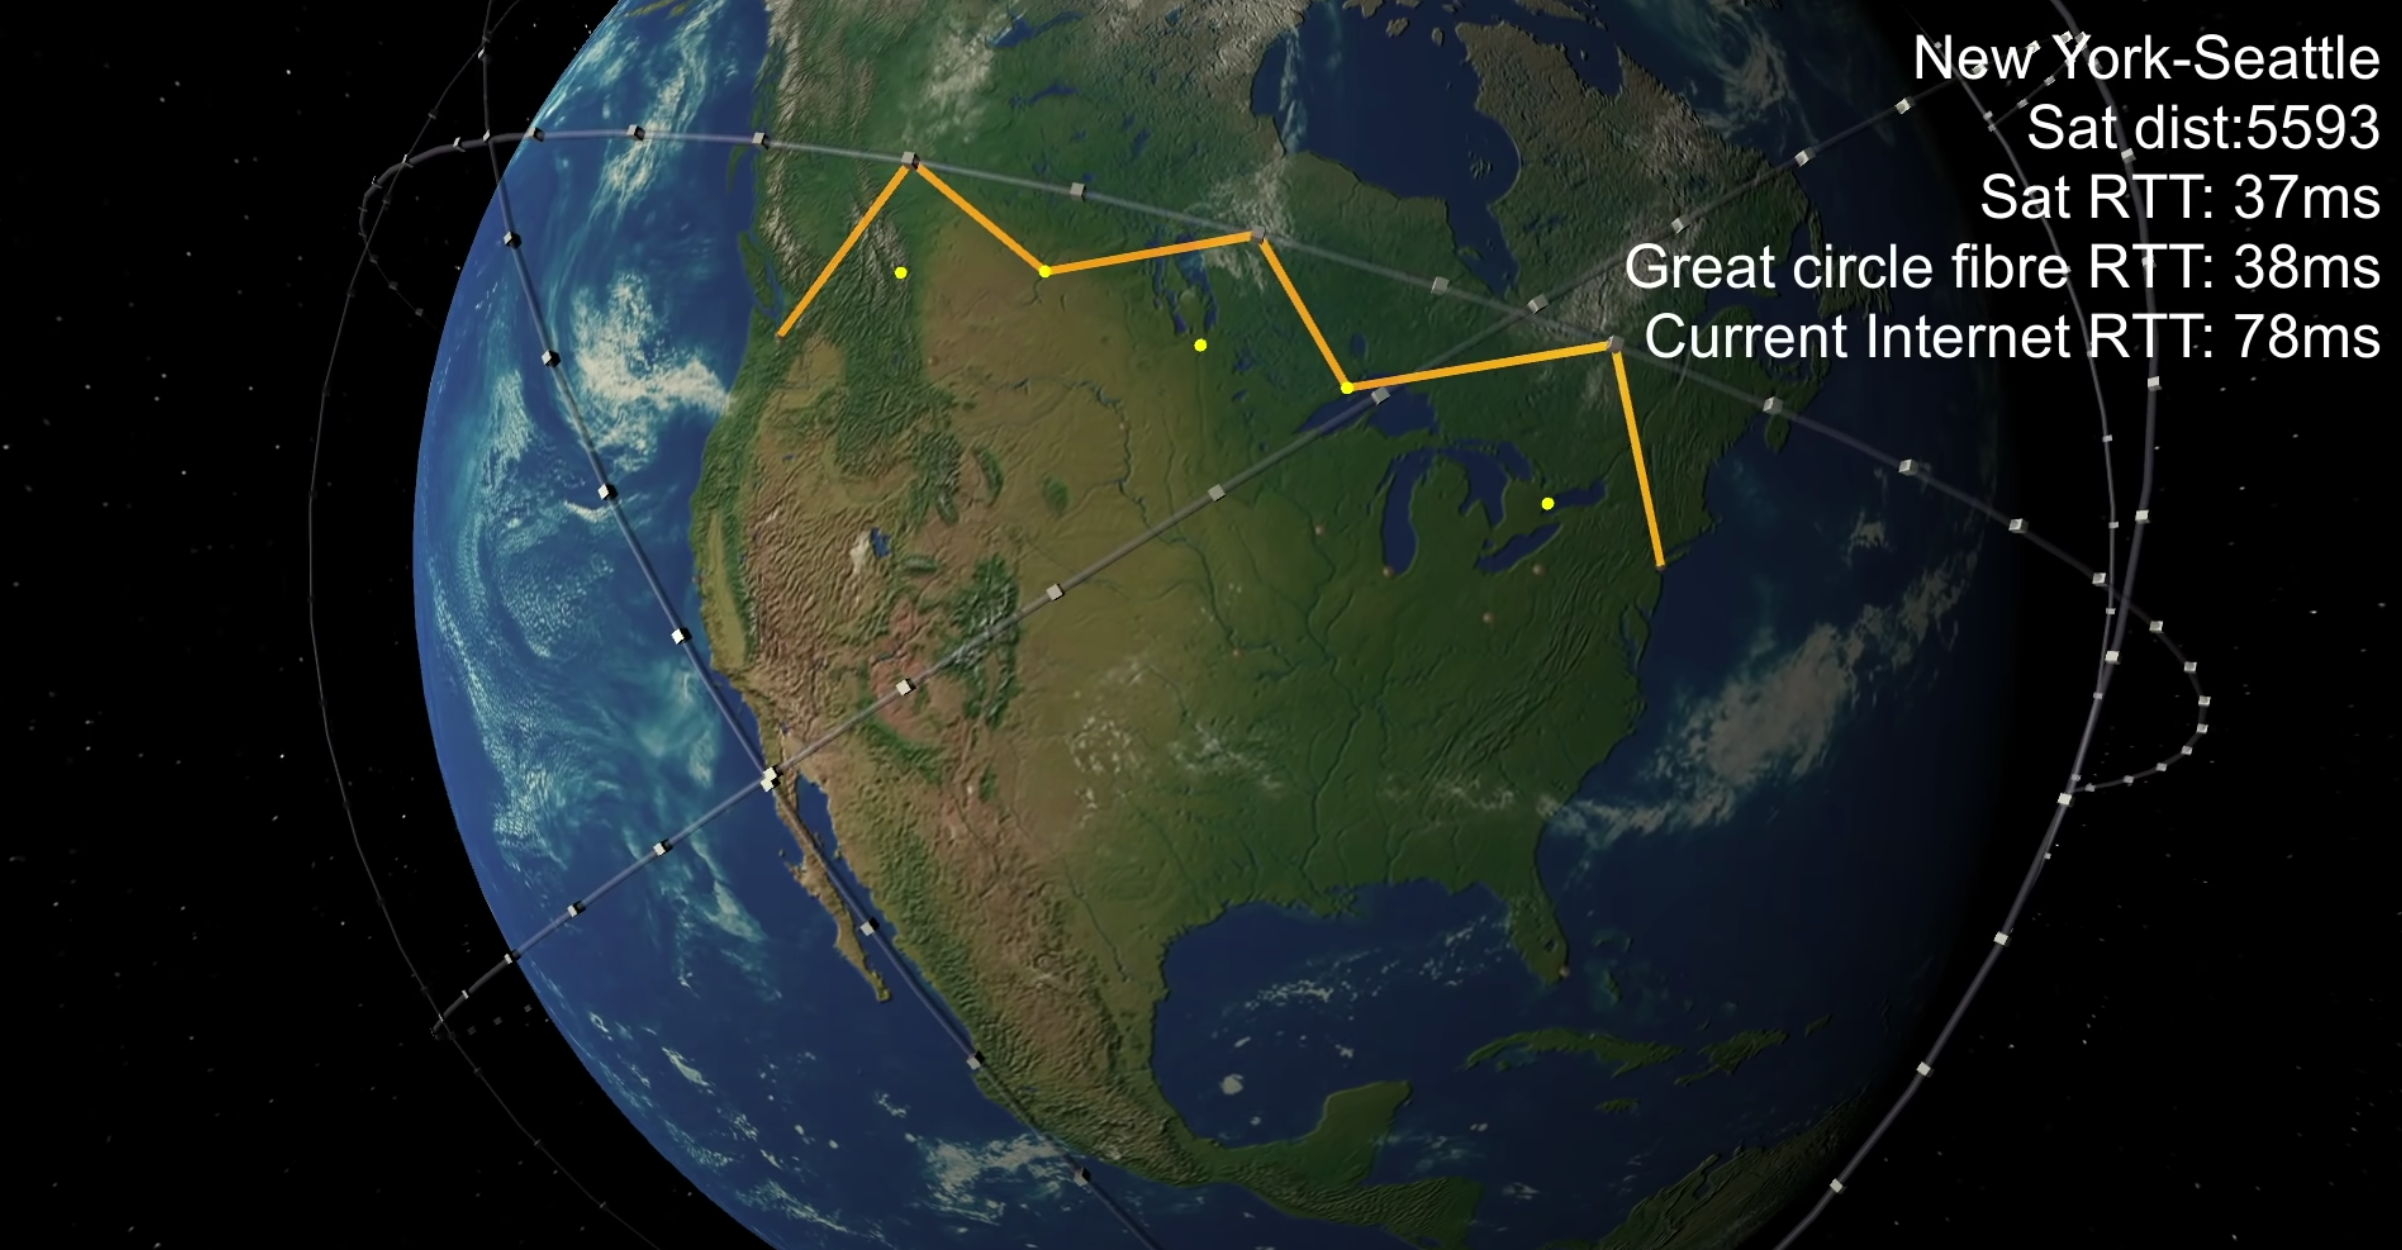 New York-Seattle
Sat dist:5593
Sat RTT: 37ms
Great circle fibre RTT: 38ms
Current Internet RTT: 78ms